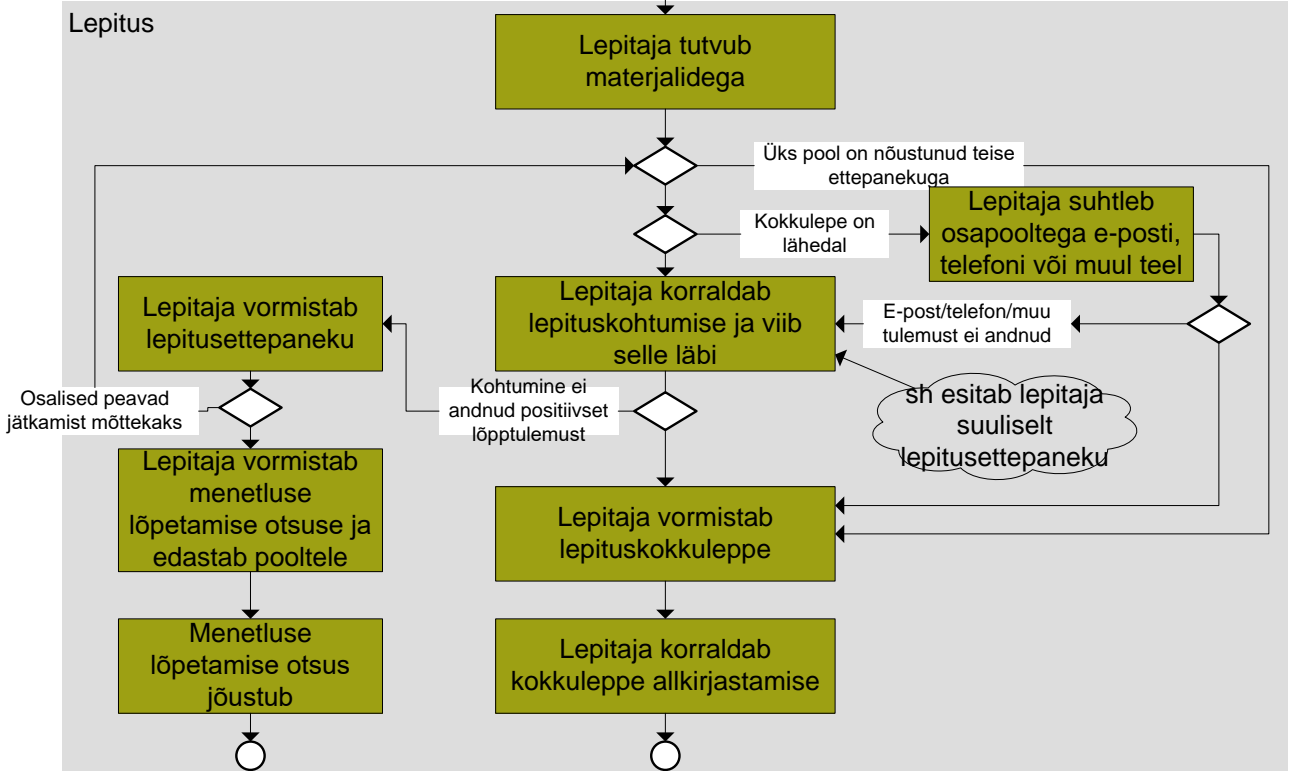 Lepitus
Lepitaja tutvub
materjalidega
Üks pool on nõustunud teise
ettepanekuga
Kokkulepe on
lähedal
Lepitaja suhtleb
osapooltega e-posti,
telefoni või muul teel
Lepitaja vormistab
lepitusettepaneku
Lepitaja korraldab
lepituskohtumise ja viib
selle läbi
E-post/telefon/muu
tulemust ei andnud
Osalised peavad
jätkamist mõttekaks
Kohtumine ei
andnud positiivset
lõpptulemust
sh esitab lepitaja
suuliselt
lepitusettepaneku
Lepitaja vormistab
menetluse
lõpetamise otsuse ja
edastab pooltele
Lepitaja vormistab
lepituskokkuleppe
Menetluse
lõpetamise otsus
jõustub
Lepitaja korraldab
kokkuleppe allkirjastamise